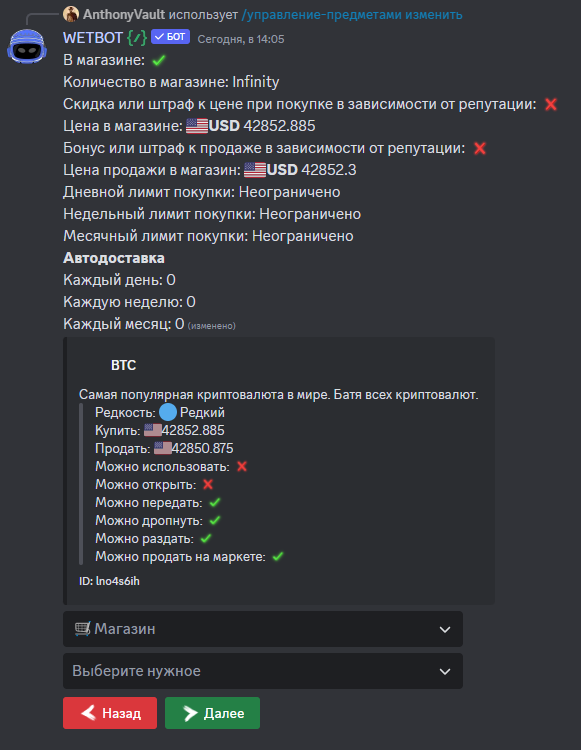 AnthonyVault использует /управление-предметами изменить
WETBOT {/} БОТ Сегодня, в 14:05
В магазине: ✔
Количество в магазине: Infinity
Скидка или штраф к цене при покупке в зависимости от репутации: ❌
Цена в магазине: 🇺🇸USD 42852.885
Бонус или штраф к продаже в зависимости от репутации: ❌
Цена продажи в магазин: 🇺🇸USD 42852.3
Дневной лимит покупки: Неограничено
Недельный лимит покупки: Неограничено
Месячный лимит покупки: Неограничено
Автодоставка
Каждый день: 0
Каждую неделю: 0
Каждый месяц: 0 (изменено)
BTC
Самая популярная криптовалюта в мире. Батя всех криптовалют.
Редкость: 🔵 Редкий
Купить: 🇺🇸42852.885
Продать: 🇺🇸42850.875
Можно использовать: ❌
Можно открыть: ❌
Можно передать: ✔
Можно дропнуть: ✔
Можно раздать: ✔
Можно продать на маркете: ✔
ID: lno4s6ih
🛒 Магазин
Выберите нужное
Назад Далее